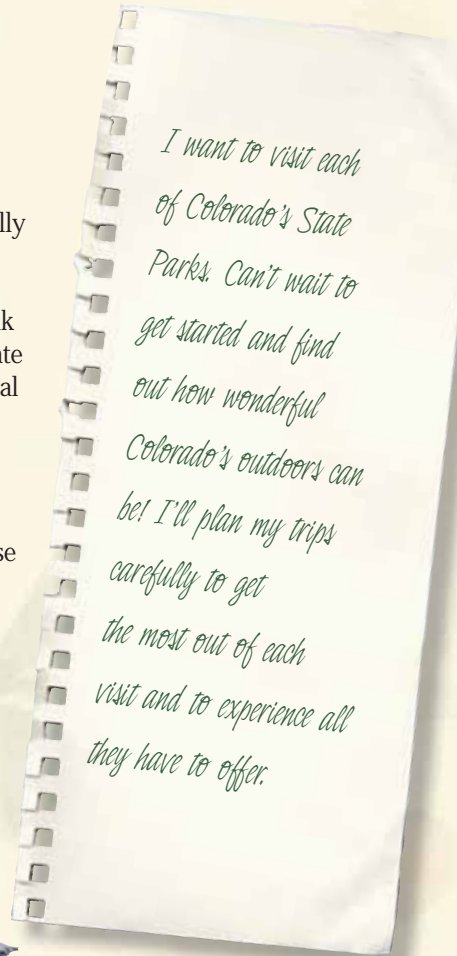 I want to visit each
of Colorado's State
Parks. Can't wait to
get started and find
out how wonderful
Colorado's outdoors can
be! I'll plan my trips
carefully to get
the most out of each
visit and to experience all
they have to offer.